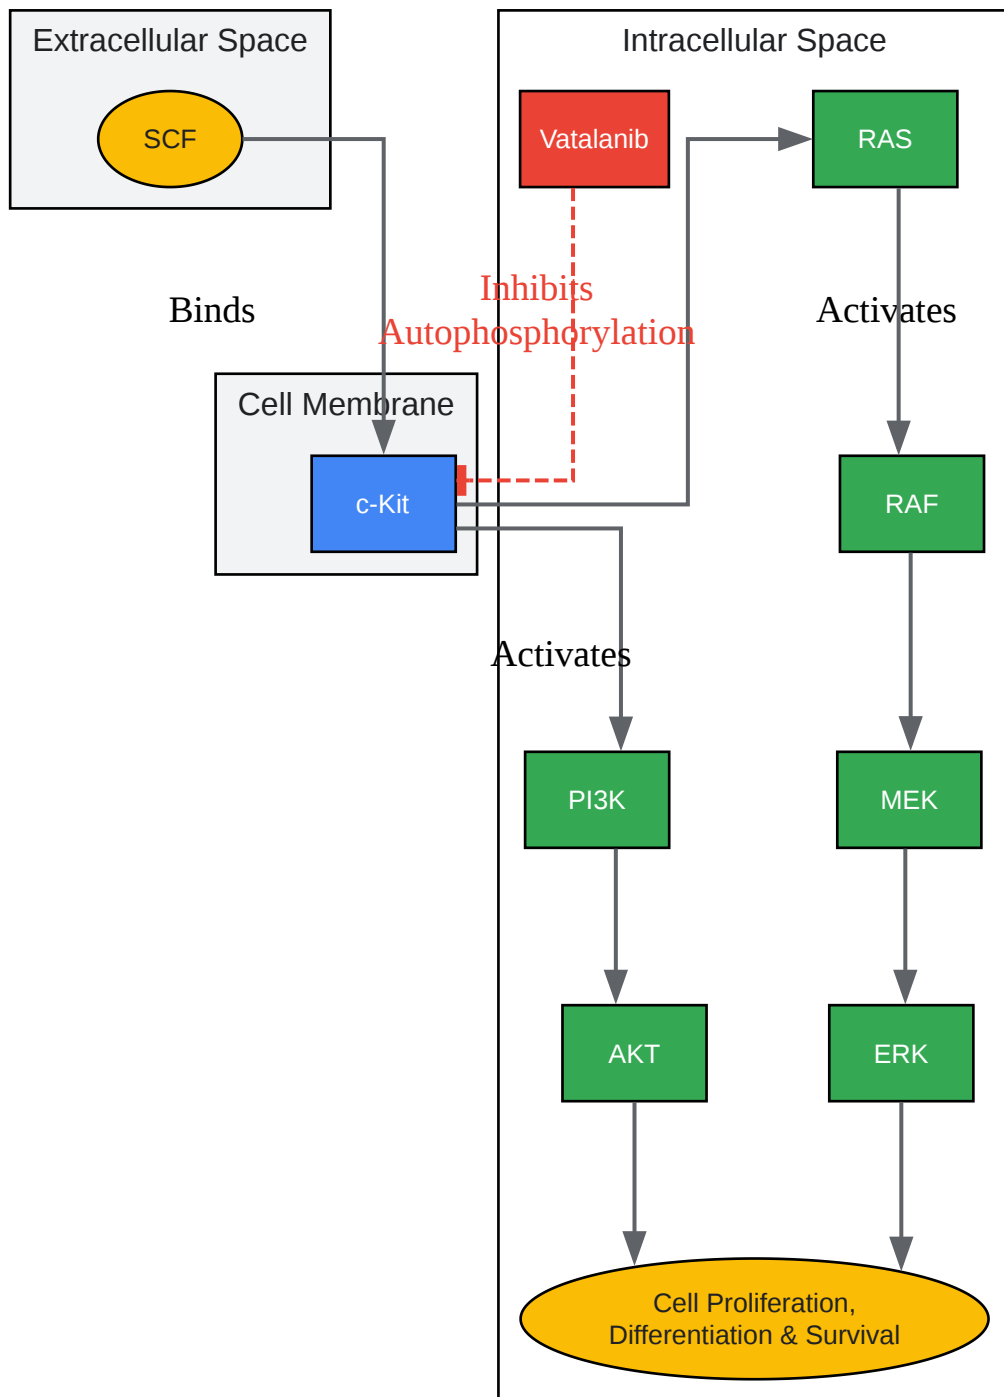 Extracellular Space
Intracellular Space
SCF
Vatalanib
RAS
Binds
Inhibits
Autophosphorylation
Activates
Cell Membrane
c-Kit
RAF
Activates
PI3K
MEK
AKT
ERK
Cell Proliferation,
Differentiation & Survival